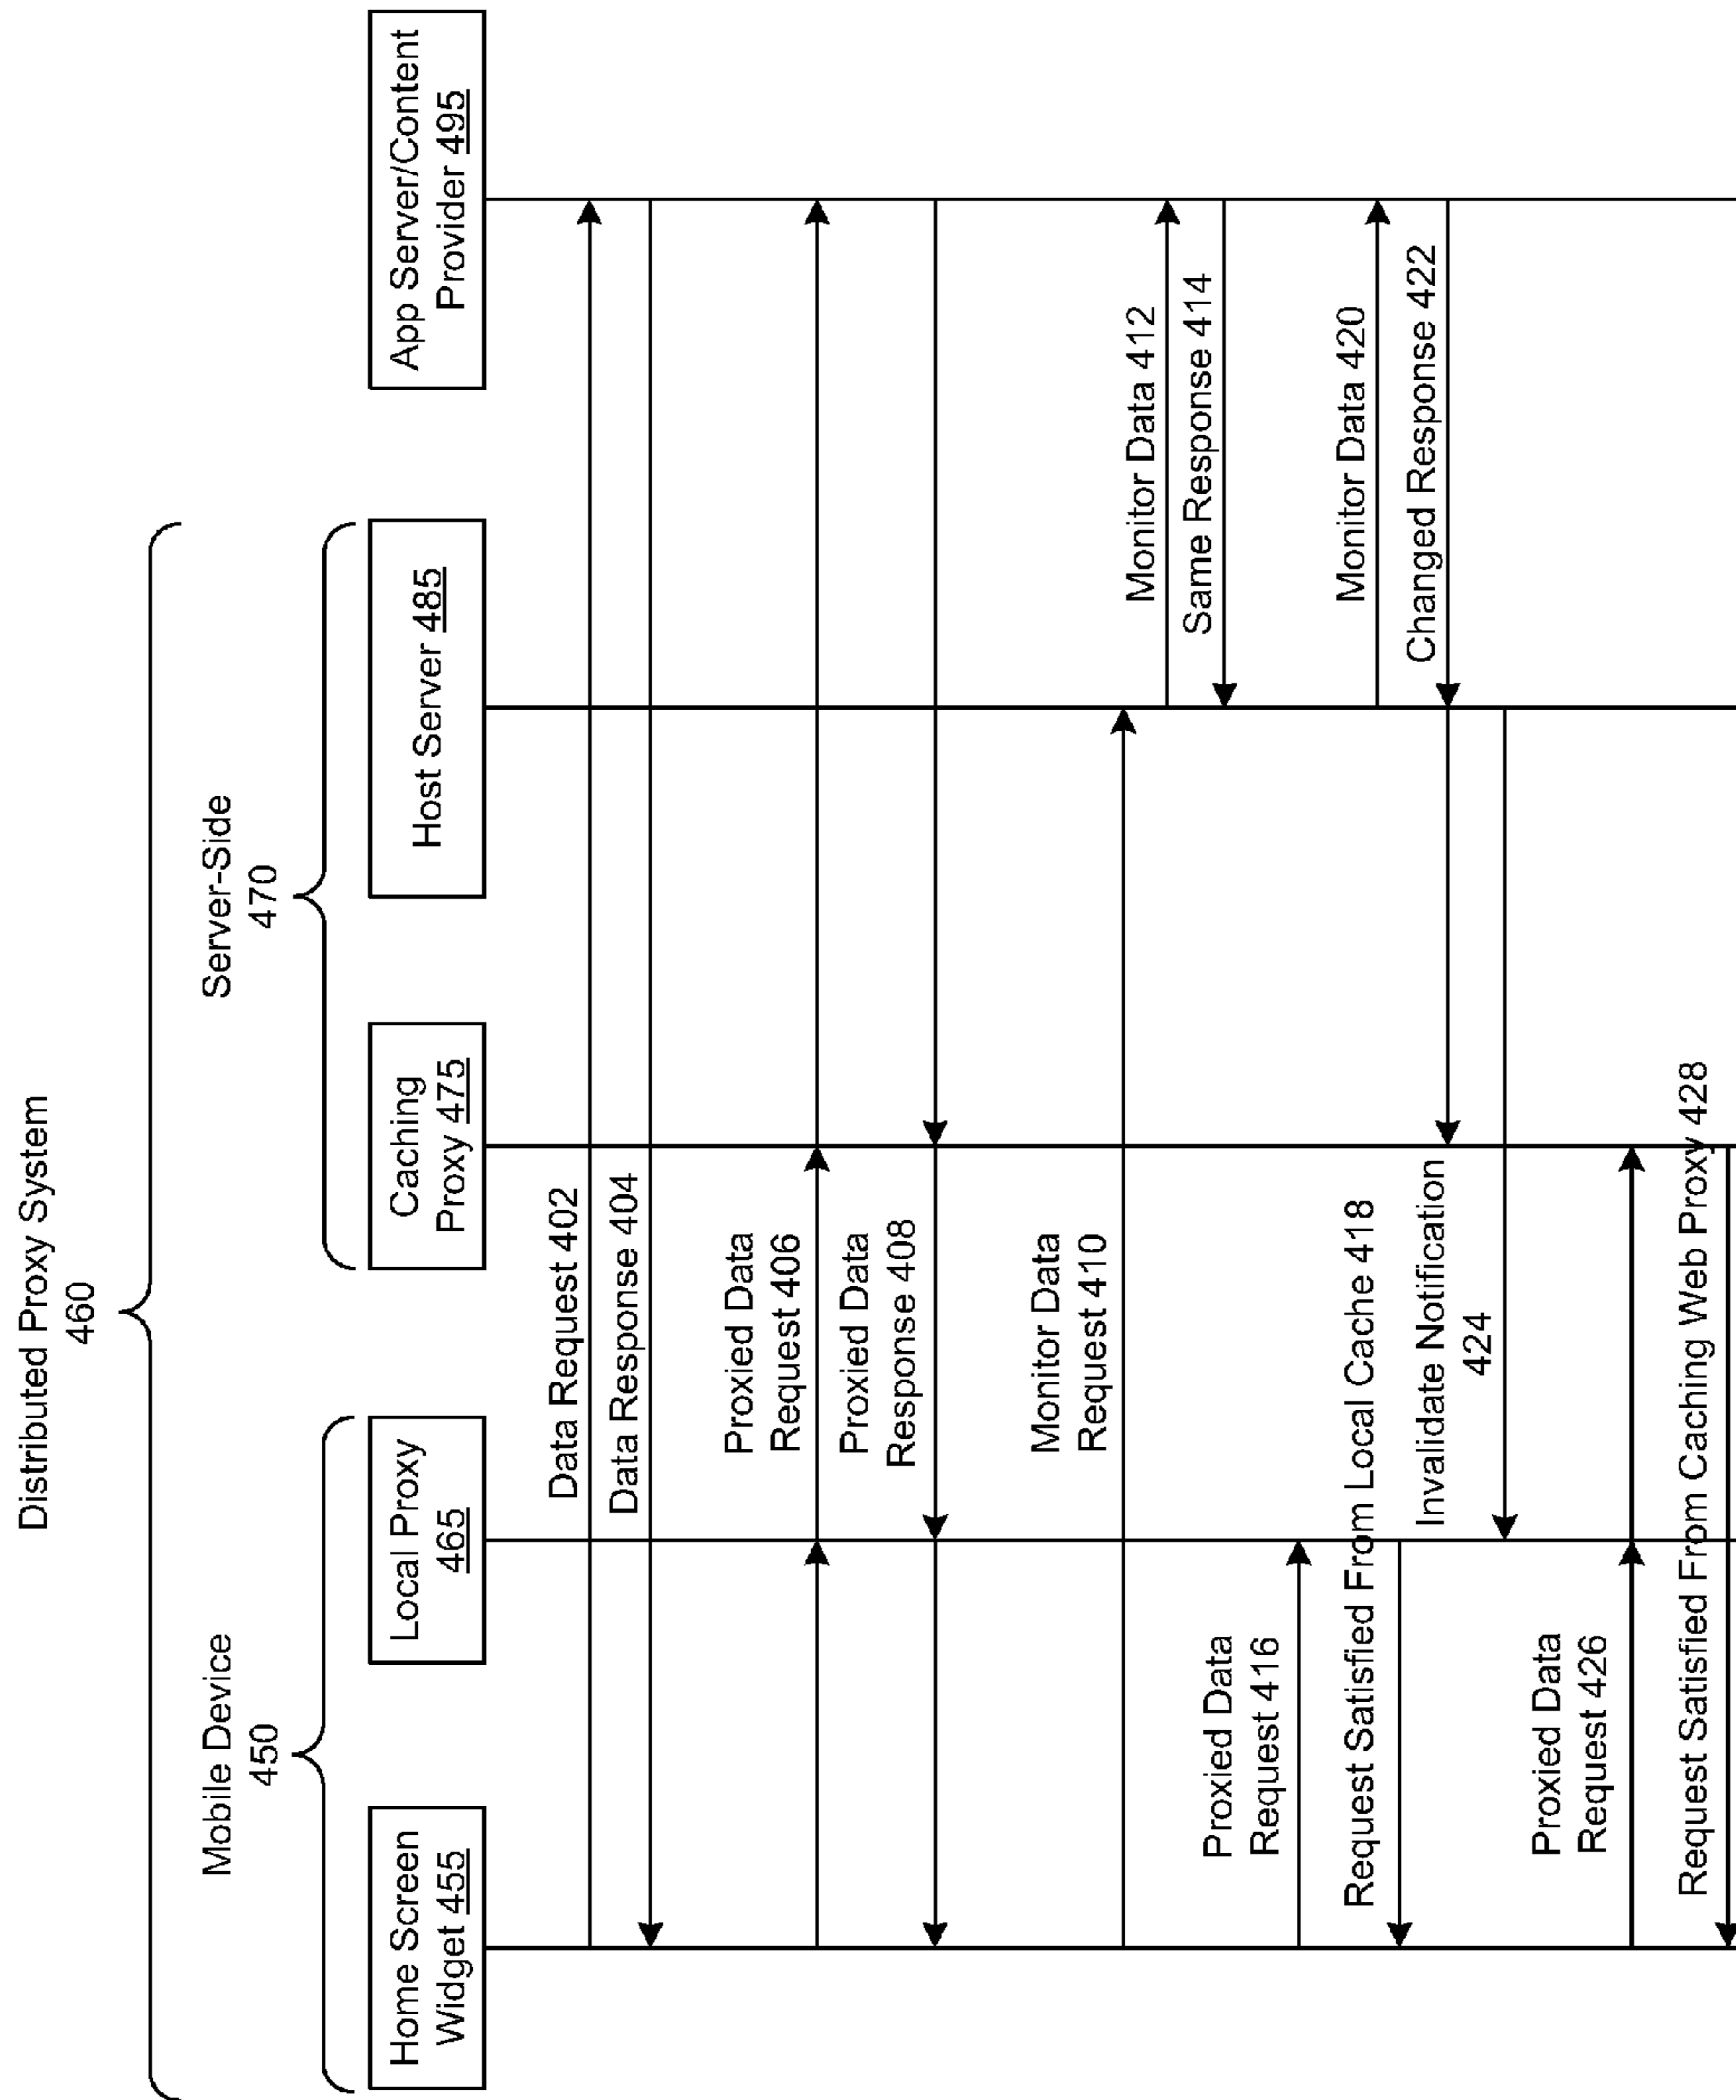 Distributed Proxy System
460
Mobile Device
450
Server-Side
470
Home Screen
Widget 455
Local Proxy
465
Caching
Proxy 475
Host Server 485
App Server/Content
Provider 495
Data Request 402
Data Response 404
Proxied Data
Request 406
Proxied Data
Response 408
Monitor Data
Request 410
Monitor Data 412
Same Response 414
Proxied Data
Request 416
Request Satisfied From Local Cache 418
Monitor Data 420
Changed Response 422
Invalidate Notification
424
Proxied Data
Request 426
Request Satisfied From Caching Web Proxy 428